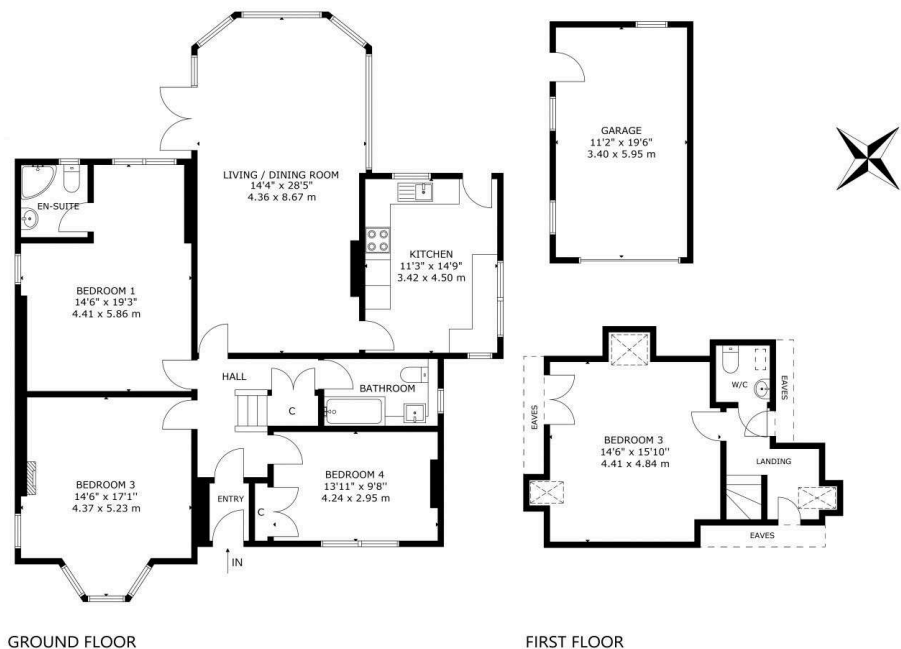 GARAGE
11'2" x 19'6"
3.40 x 5.95 m
LIVING / DINING ROOM
14'4" x 28'5"
4.36 x 8.67 m
EN-SUITE
KITCHEN
11'3" x 14'9"
3.42 x 4.50 m
BEDROOM 1
14'6" x 19'3"
4.41 x 5.86 m
HALL
C
BATHROOM
BEDROOM 3
14'6" x 17'1"
4.37 x 5.23 m
ENTRY
IN
C
BEDROOM 4
13'11" x 9'8"
4.24 x 2.95 m
EAVES
W/C
EAVES
BEDROOM 3
14'6" x 15'10"
4.41 x 4.84 m
LANDING
EAVES
GROUND FLOOR
FIRST FLOOR